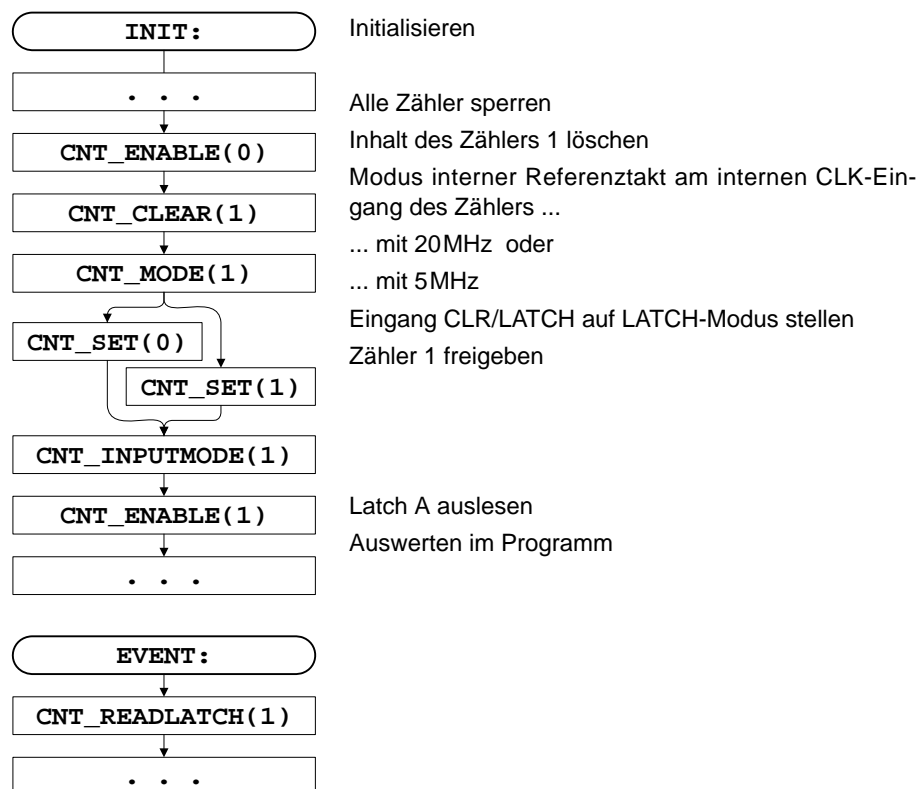 INIT:
. . .
CNT_ENABLE(0)
CNT_CLEAR(1)
CNT_MODE(1)
CNT_SET(0)
CNT_SET(1)
CNT_INPUTMODE(1)
CNT_ENABLE(1)
. . .
EVENT:
CNT_READLATCH(1)
. . .
Initialisieren
Alle Zähler sperren
Inhalt des Zählers 1 löschen
Modus interner Referenztakt am internen CLK-Ein-
gang des Zählers ...
... mit 20MHz oder
... mit 5MHz
Eingang CLR/LATCH auf LATCH-Modus stellen
Zähler 1 freigeben
Latch A auslesen
Auswerten im Programm